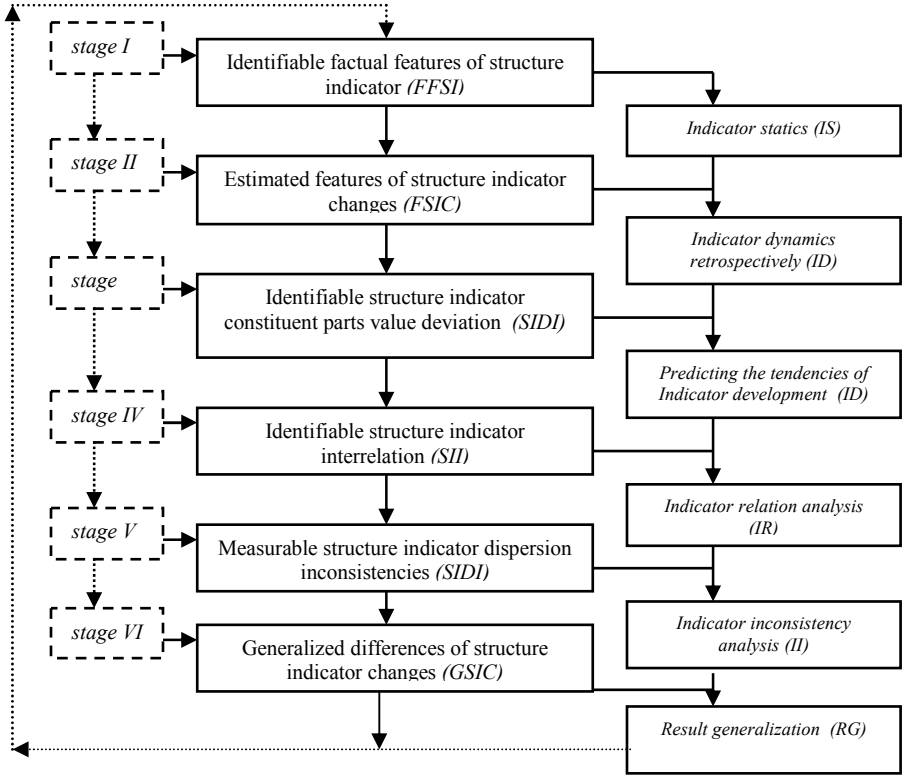 stage I
Identifiable factual features of structure
indicator (FFSI)
Indicator statics (IS)
stage II
Estimated features of structure indicator
changes (FSIC)
Indicator dynamics
retrospectively (ID)
stage
Identifiable structure indicator
constituent parts value deviation (SIDI)
Predicting the tendencies of
Indicator development (ID)
stage IV
Identifiable structure indicator
interrelation (SII)
Indicator relation analysis
(IR)
stage V
Measurable structure indicator dispersion
inconsistencies (SIDI)
Indicator inconsistency
analysis (II)
stage VI
Generalized differences of structure
indicator changes (GSIC)
Result generalization (RG)